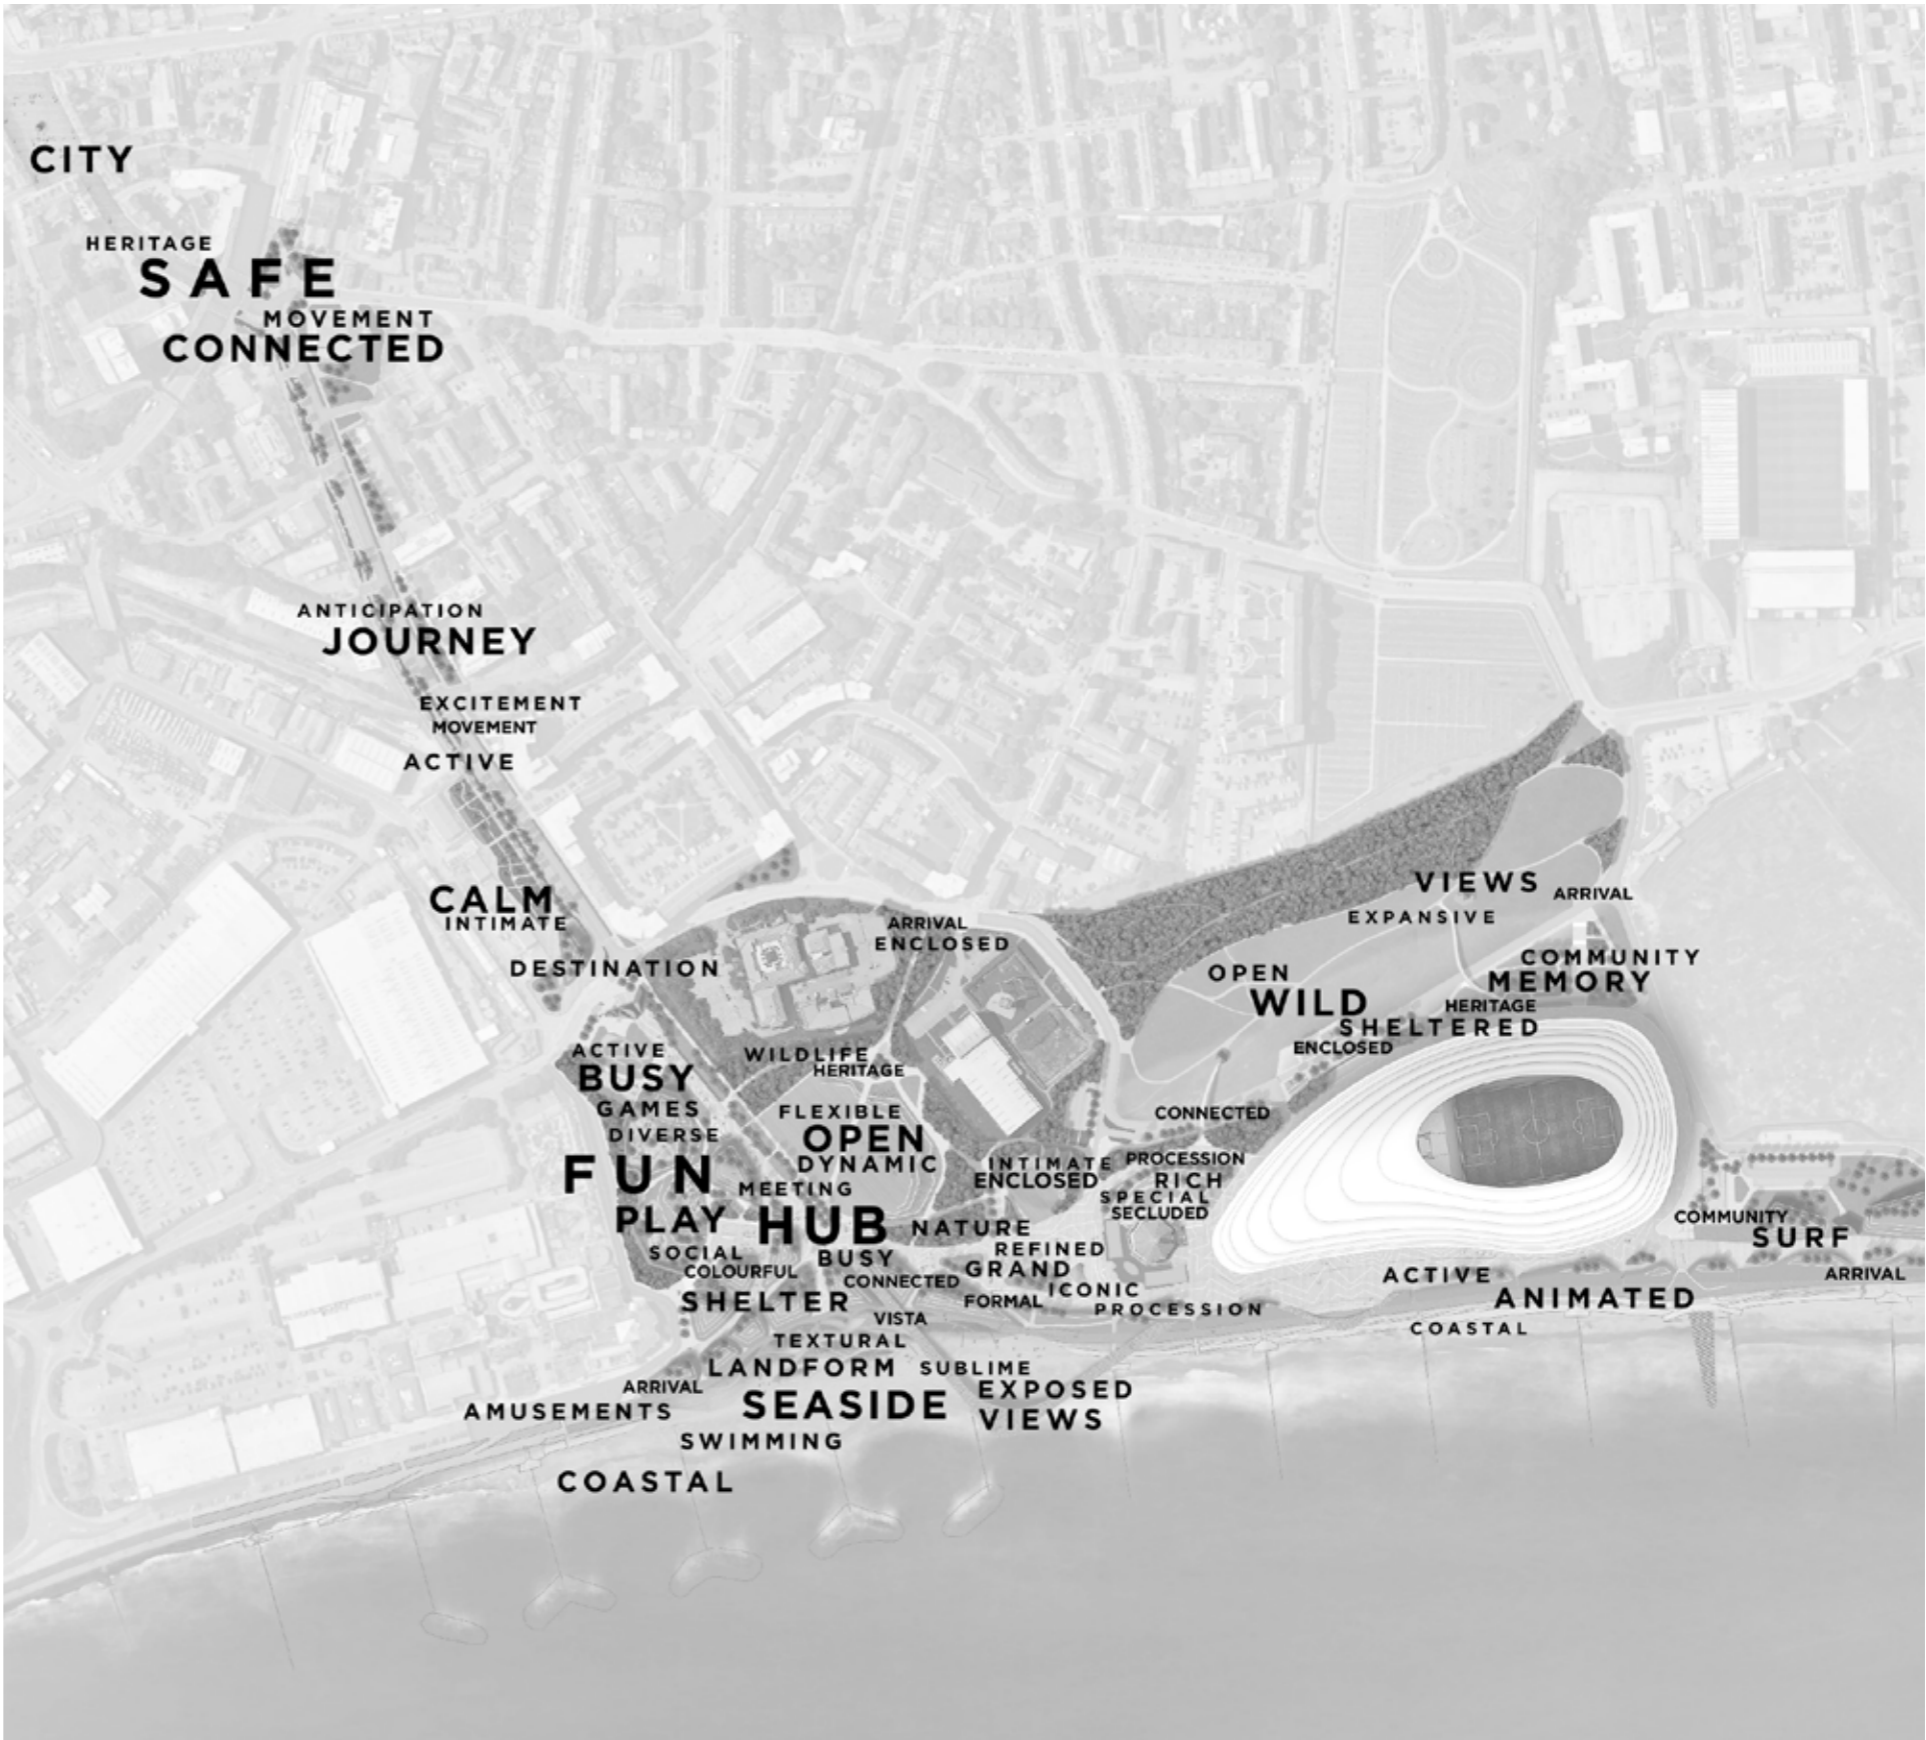 CITY
HERITAGE
SAFE
MOVEMENT
CONNECTED
ANTICIPATION
JOURNEY
EXCITEMENT
MOVEMENT
ACTIVE
CALM
INTIMATE
DESTINATION
ARRIVAL
ENCLOSED
VIEWS
ARRIVAL
EXPANSIVE
COMMUNITY
OPEN
MEMORY
WILD
HERITAGE
SHELTERED
ENCLOSED
ACTIVE
BUSY
GAMES
DIVERSE
FUN
PLAY
SOCIAL
COLOURFUL
SHELTER
WILDLIFE
HERITAGE
FLEXIBLE
OPEN
DYNAMIC
MEETING
HUB
BUSY
CONNECTED
VISTA
CONNECTED
INTIMATE
ENCLOSED
PROCESSION
RICH
SPECIAL
SECLUDED
NATURE
REFINED
GRAND
ICONIC
FORMAL
PROCESSION
TEXTURAL
LANDFORM
SUBLIME
ARRIVAL
SEASIDE
EXPOSED
VIEWS
AMUSEMENTS
SWIMMING
COASTAL
COMMUNITY
SURF
ACTIVE
ARRIVAL
ANIMATED
COASTAL